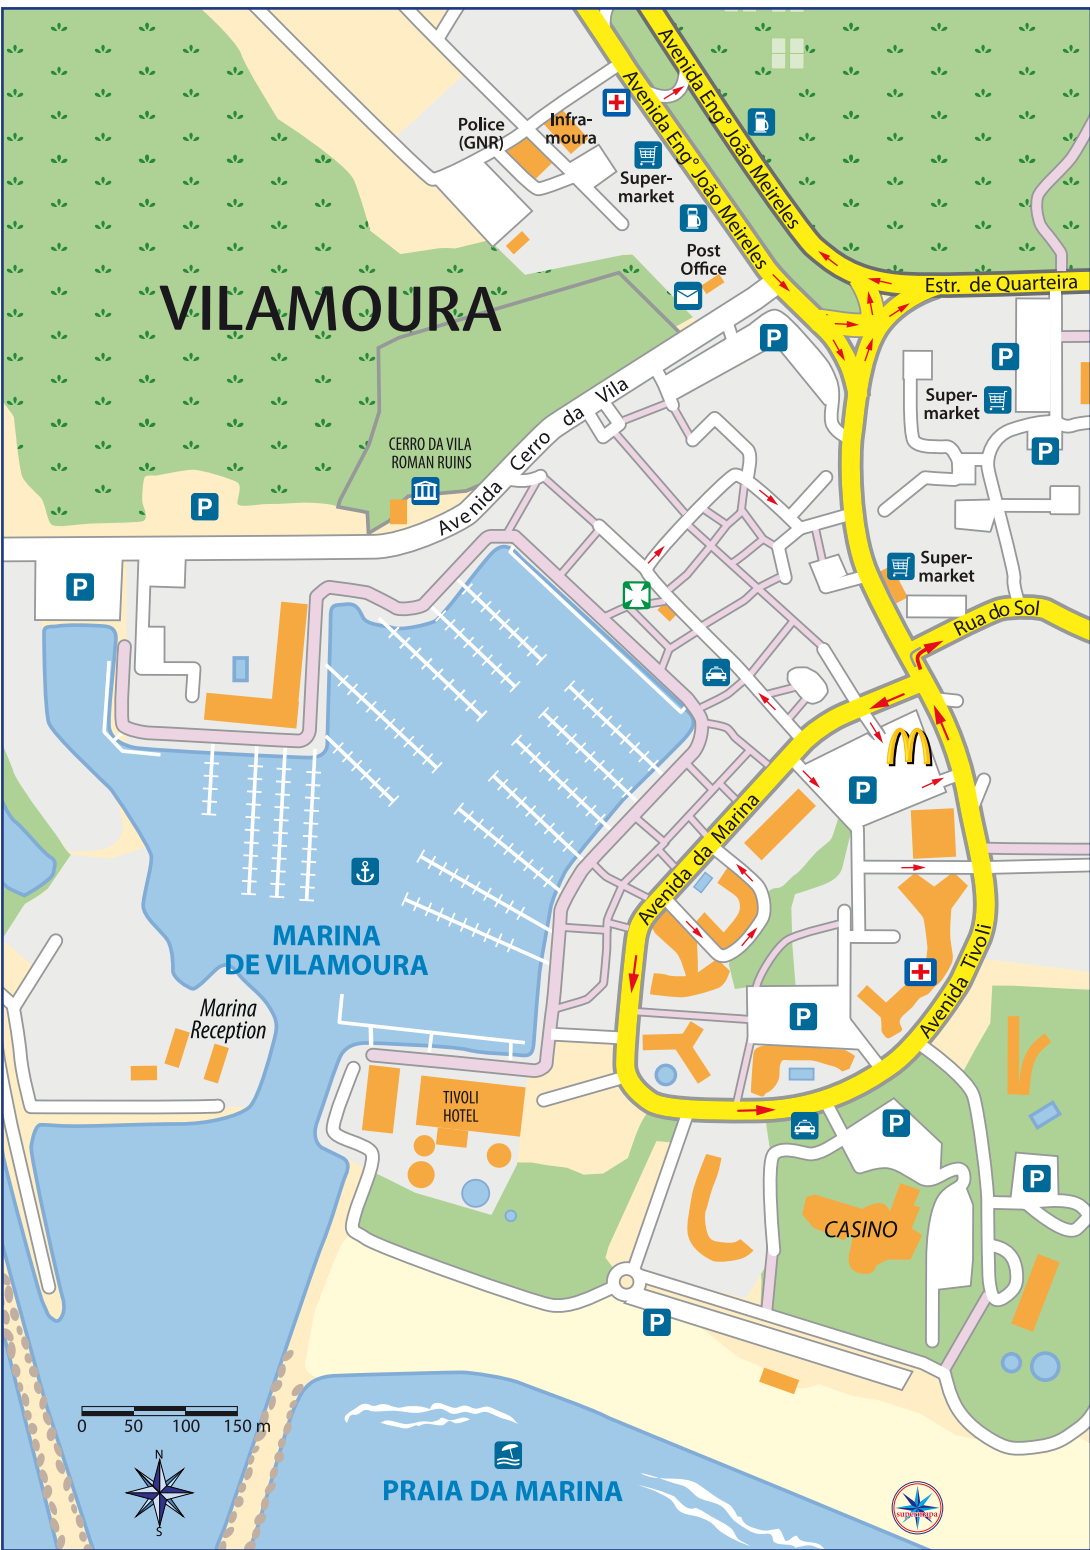 Avenida Engº João Meireles
Avenida Engº João Meireles
Police
(GNR)
Infra-
moura
Super-
market
Post
Office
Estr. de Quarteira
VILAMOURA
P
P
Super-
market
P
Avenida Cerro da Vila
CERRO DA VILA
ROMAN RUINS
P
P
Super-
market
Rua do Sol
P
Avenida da Marina
MARINA
DE VILAMOURA
Avenida Tivoli
Marina
Reception
P
TIVOLI
HOTEL
P
P
CASINO
P
0 50 100 150 m
N
S
PRAIA DA MARINA
supermapa